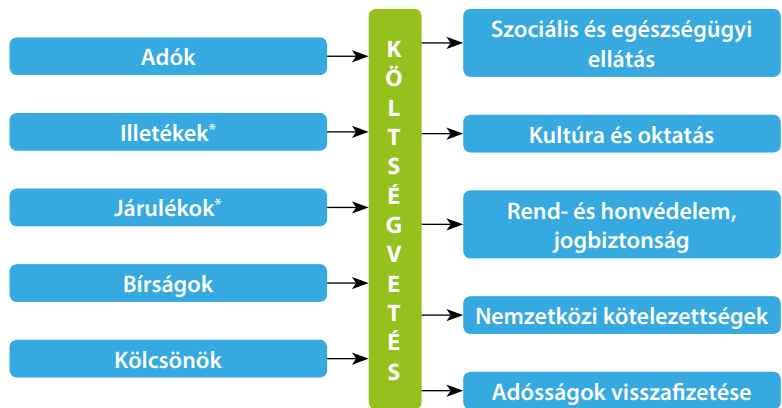 Adók
Illetékek*
Járulékok*
Bírságok
Kölcsönök
KÖLTSÉGVETÉS
Szociális és egészségügyi
ellátás
Kultúra és oktatás
Rend- és honvédelem,
jogbiztonság
Nemzetközi kötelezettségek
Adósságok visszafizetése